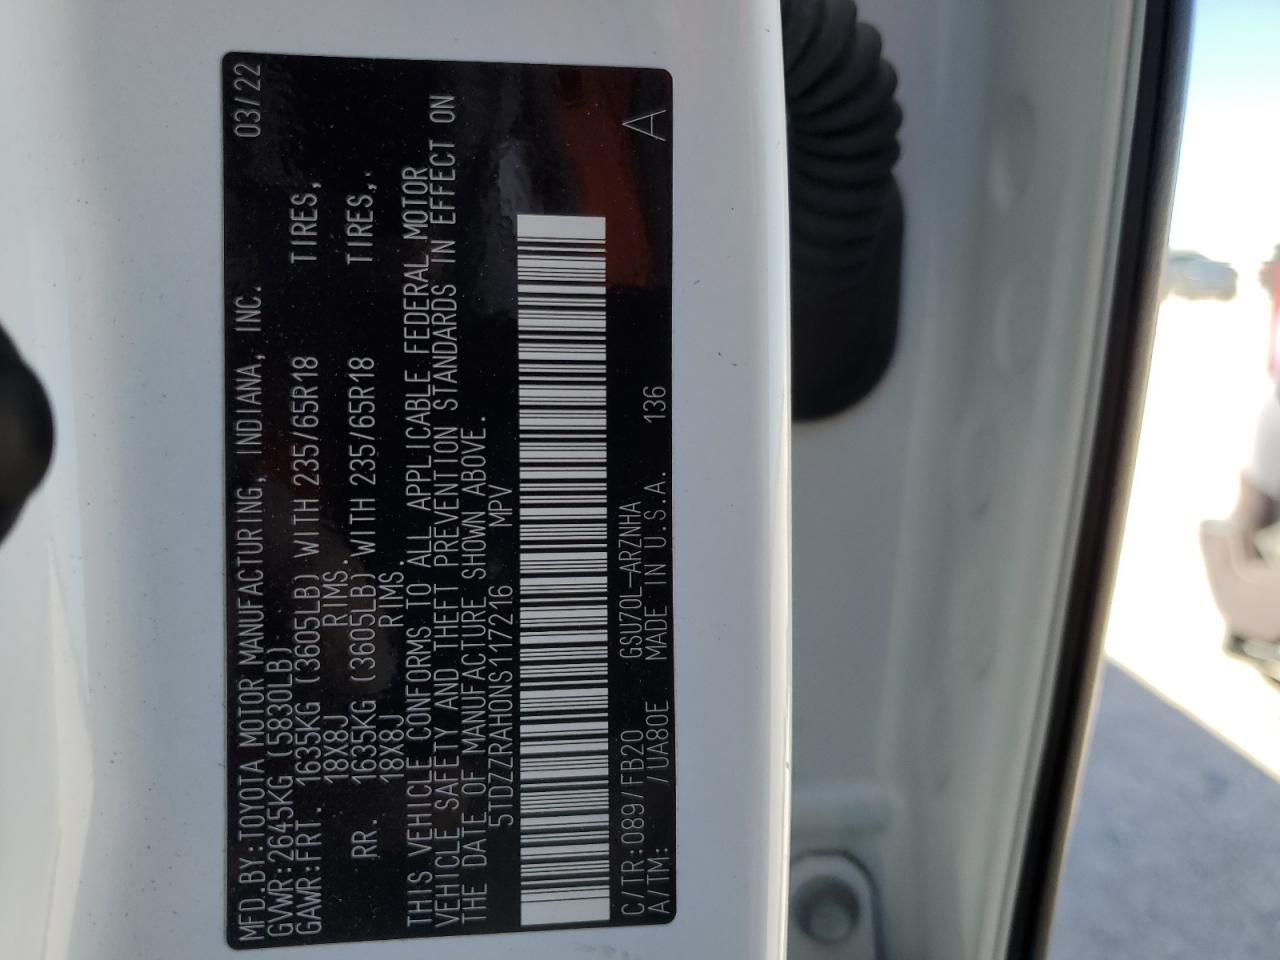 MFD.BY:TOYOTA MOTOR MANUFACTURING, INDIANA, INC. 03/22
GVWR:2645KG (5830LB)
GAWR:FRT. 1635KG (3605LB) WITH 235/65R18 TIRES,
18X8J RIMS.
RR. 1635KG (3605LB) WITH 235/65R18 TIRES,
18X8J RIMS.
THIS VEHICLE CONFORMS TO ALL APPLICABLE FEDERAL MOTOR
VEHICLE SAFETY AND THEFT PREVENTION STANDARDS IN EFFECT ON
THE DATE OF MANUFACTURE SHOWN ABOVE.
5TDZZRAH0NS117216 MPV
C/TR:089/FB20 GSU70L-ARZNHA
A/TM: /UA80E MADE IN U.S.A. 136 A